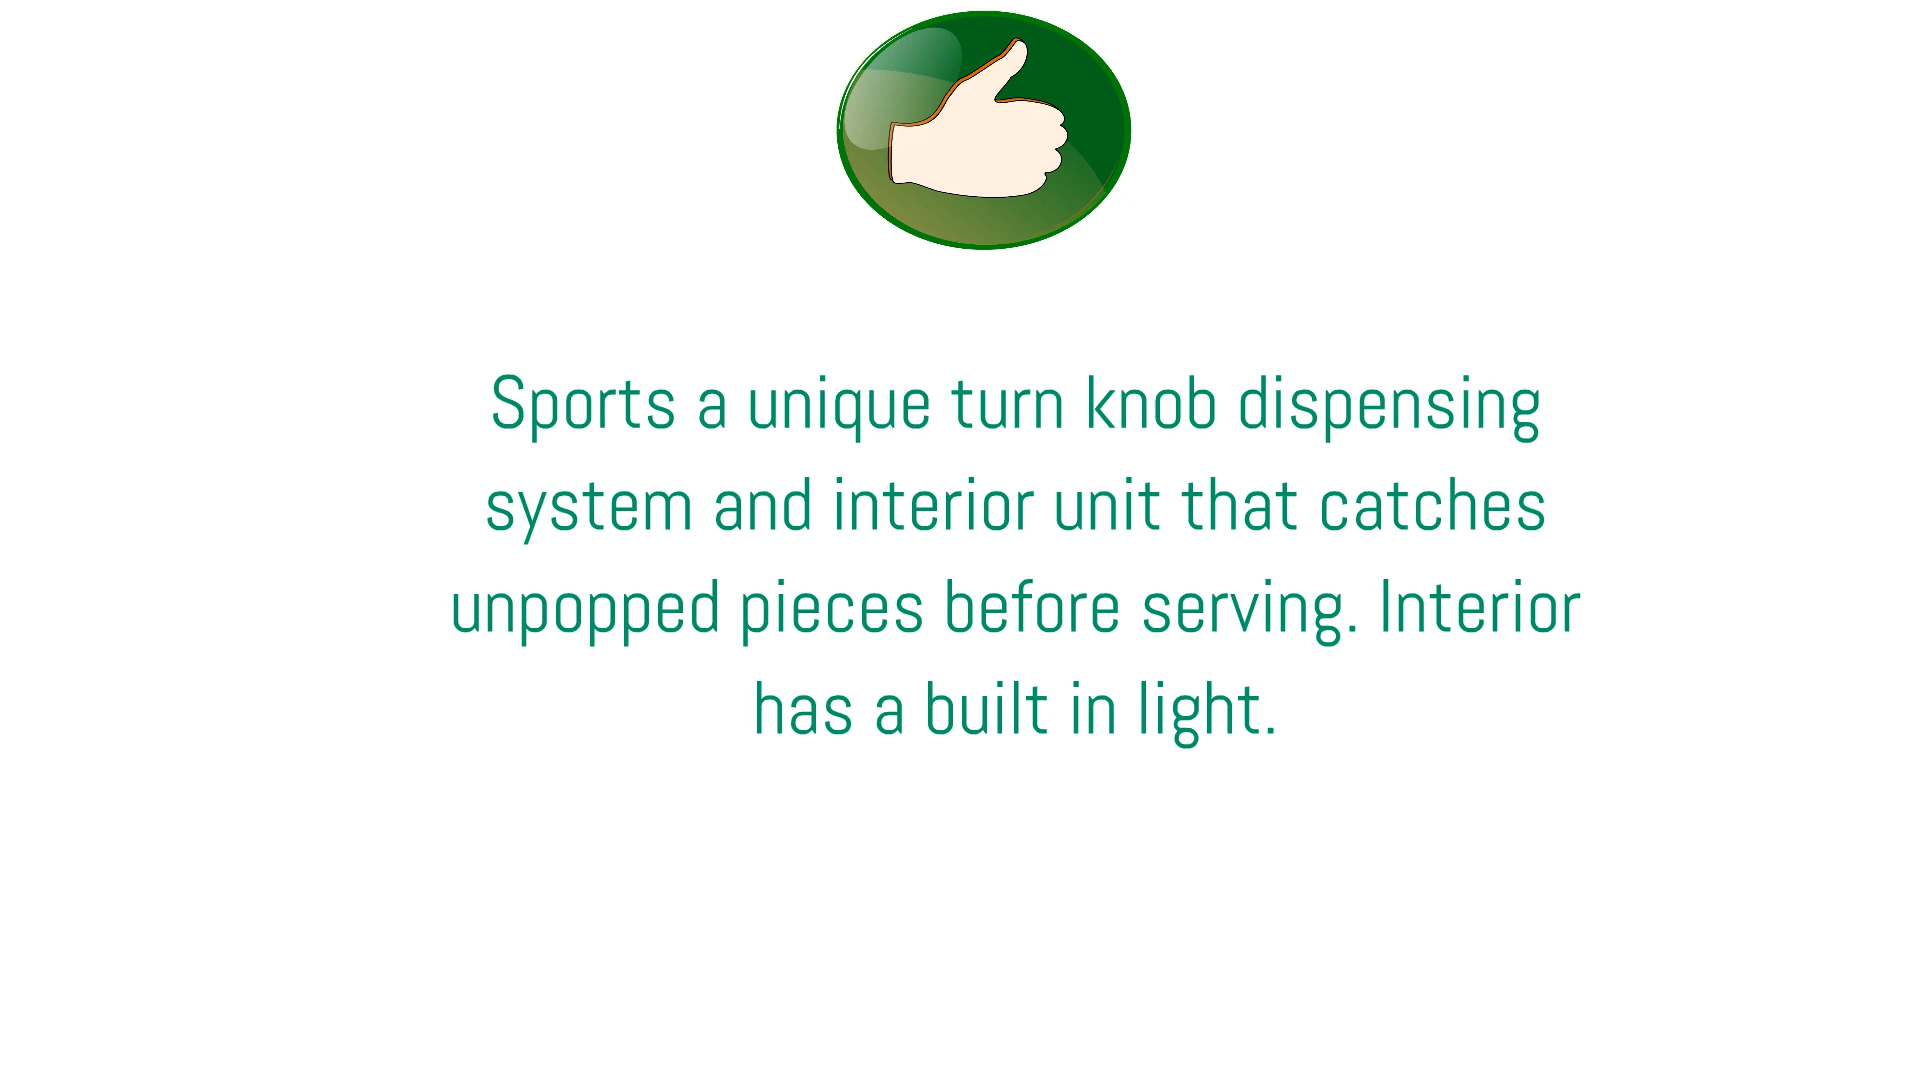 Sports a unique turn knob dispensing
system and interior unit that catches
unpopped pieces before serving. Interior
has a built in light.